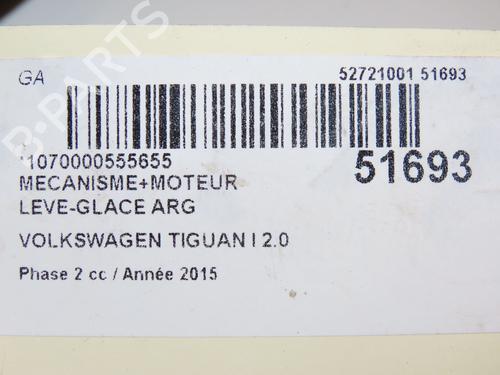 GA
52721001 51693
1070000555655
51693
MECANISME+MOTEUR
LEVE-GLACE ARG
VOLKSWAGEN TIGUAN I 2.0
Phase 2 cc / Année 2015
B-PARTS